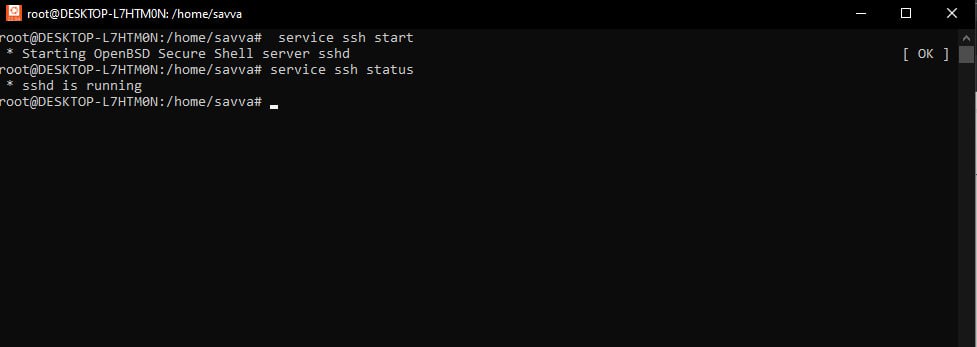 root@DESKTOP-L7HTM0N: /home/savva
root@DESKTOP-L7HTM0N:/home/savva#  service ssh start
 * Starting OpenBSD Secure Shell server sshd [ OK ]
root@DESKTOP-L7HTM0N:/home/savva# service ssh status
 * sshd is running
root@DESKTOP-L7HTM0N:/home/savva#